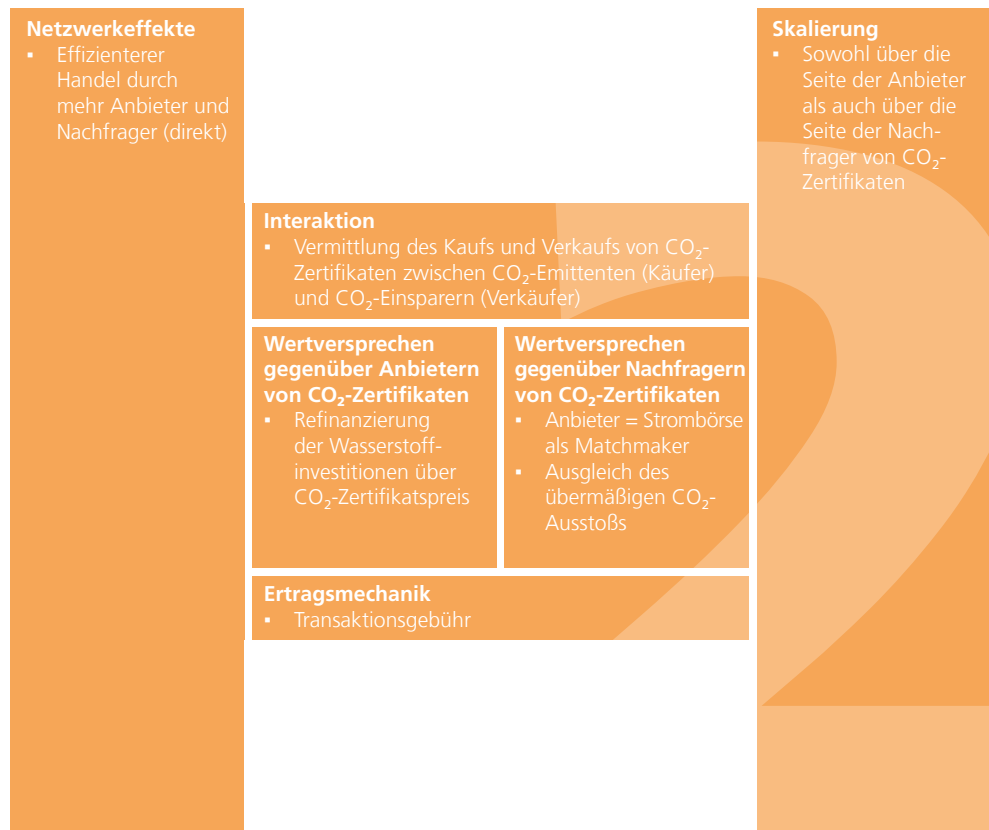 Netzwerkeffekte
▪ Effizienterer
Handel durch
mehr Anbieter und
Nachfrager (direkt)
Interaktion
▪ Vermittlung des Kaufs und Verkaufs von CO₂-
Zertifikaten zwischen CO₂-Emittenten (Käufer)
und CO₂-Einsparern (Verkäufer)
Wertversprechen
gegenüber Anbietern
von CO₂-Zertifikaten
▪ Refinanzierung
der Wasserstoff-
investitionen über
CO₂-Zertifikatspreis
Wertversprechen
gegenüber Nachfragern
von CO₂-Zertifikaten
▪ Anbieter = Strombörse
als Matchmaker
▪ Ausgleich des
übermäßigen CO₂-
Ausstoßs
Ertragsmechanik
▪ Transaktionsgebühr
Skalierung
▪ Sowohl über die
Seite der Anbieter
als auch über die
Seite der Nach-
frager von CO₂-
Zertifikaten
2